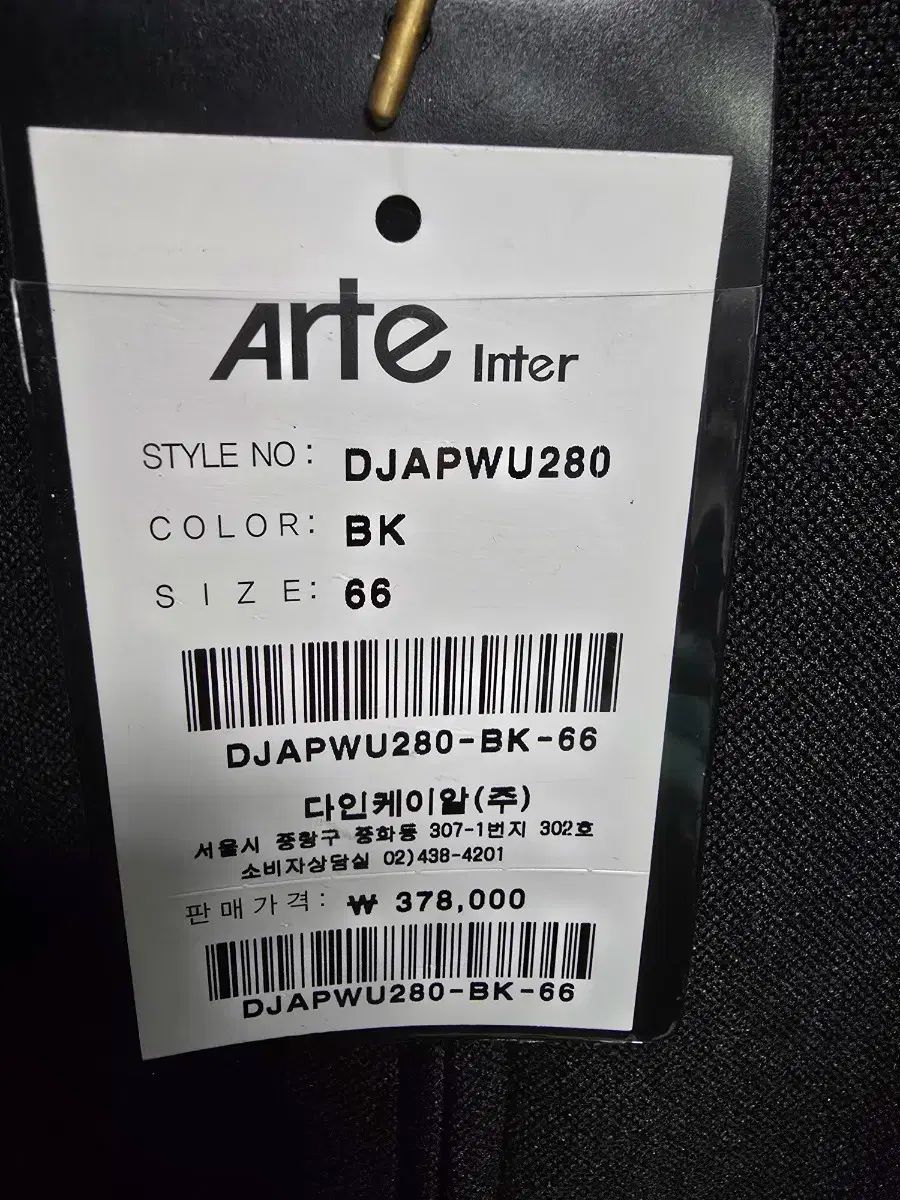 Arte Inter
STYLE NO: DJAPWU280
COLOR: BK
SIZE: 66
DJAPWU280-BK-66
다인케이알(주)
서울시 중랑구 중화동 307-1번지 302호
소비자상담실 02)438-4201
판매가격: ₩ 378,000
DJAPWU280-BK-66